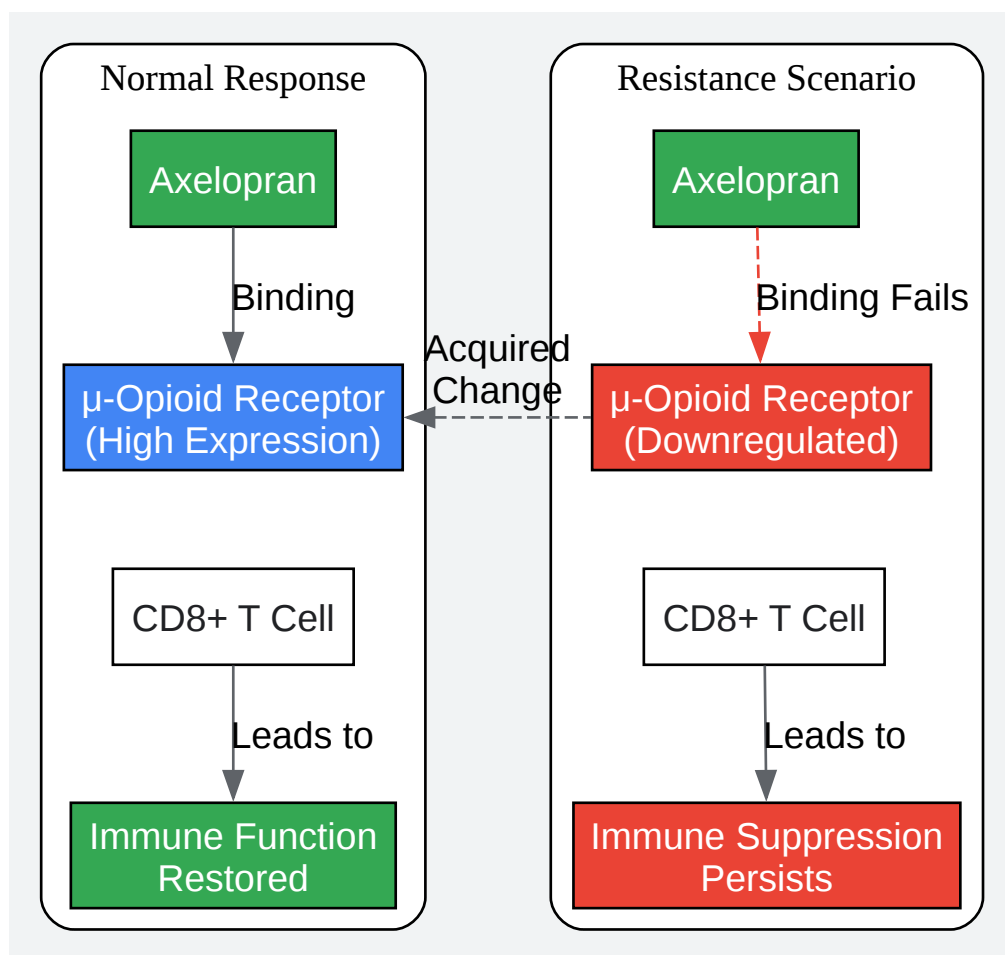 Normal Response
Axelopran
Binding
μ-Opioid Receptor
(High Expression)
CD8+ T Cell
Leads to
Immune Function
Restored
Acquired
Change
Resistance Scenario
Axelopran
Binding Fails
μ-Opioid Receptor
(Downregulated)
CD8+ T Cell
Leads to
Immune Suppression
Persists